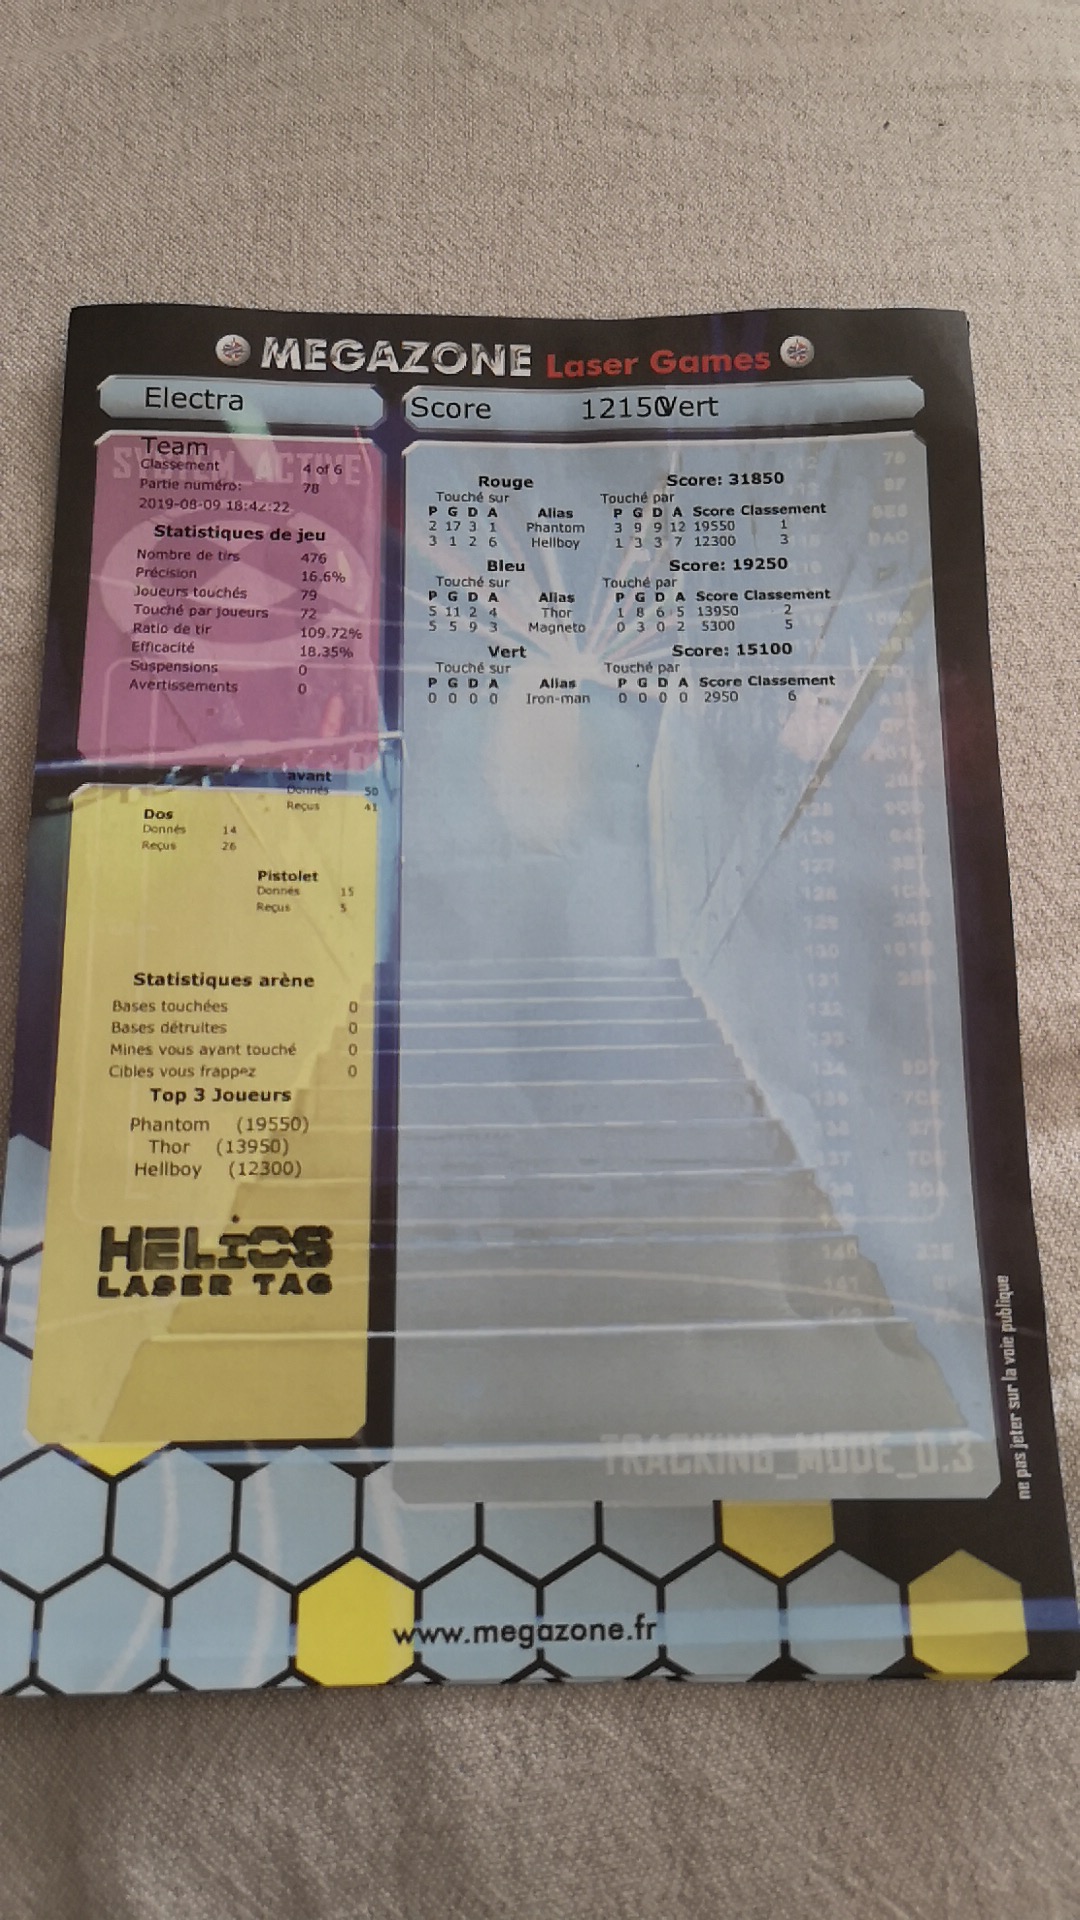 MEGAZONE Laser Games
Electra
Score 12150 Vert
SYSTEM ACTIVE
Team
Classement 4 of 6
Partie numéro: 78
2019-08-09 18:42:22
Statistiques de jeu
Nombre de tirs 476
Précision 16.6%
Joueurs touchés 79
Touché par joueurs 72
Ratio de tir 109.72%
Efficacité 18.35%
Suspensions 0
Avertissements 0
avant
Donnés 50
Reçus 41
Dos
Donnés 14
Reçus 26
Pistolet
Donnés 15
Reçus 5
Statistiques arène
Bases touchées 0
Bases détruites 0
Mines vous ayant touché 0
Cibles vous frappez 0
Top 3 Joueurs
Phantom (19550)
Thor (13950)
Hellboy (12300)
HELIOS
LASER TAG
Rouge Score: 31850
Touché sur Touché par
P G D A Alias P G D A Score Classement
2 17 3 1 Phantom 3 9 9 12 19550 1
3 1 2 6 Hellboy 1 3 3 7 12300 3
Bleu Score: 19250
Touché sur Touché par
P G D A Alias P G D A Score Classement
5 11 2 4 Thor 1 8 6 5 13950 2
5 5 9 3 Magneto 0 3 0 2 5300 5
Vert Score: 15100
Touché sur Touché par
P G D A Alias P G D A Score Classement
0 0 0 0 Iron-man 0 0 0 0 2950 6
TRACKING_MODE_0.3
ne pas jeter sur la voie publique
www.megazone.fr